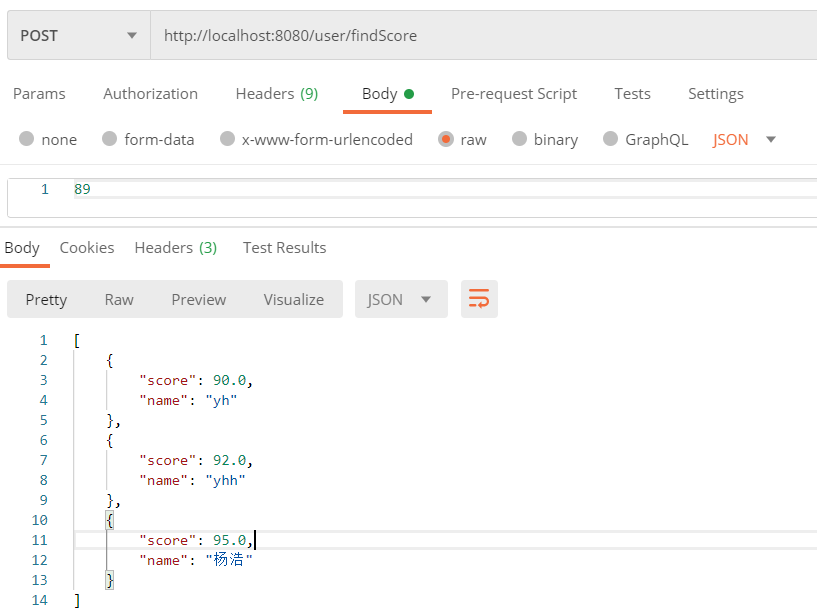 POST http://localhost:8080/user/findScore
Params Authorization Headers (9) Body Pre-request Script Tests Settings
none form-data x-www-form-urlencoded raw binary GraphQL JSON
1 89
Body Cookies Headers (3) Test Results
Pretty Raw Preview Visualize JSON
1 [
2 {
3 "score": 90.0,
4 "name": "yh"
5 },
6 {
7 "score": 92.0,
8 "name": "yhh"
9 },
10 {
11 "score": 95.0,
12 "name": "杨浩"
13 }
14 ]